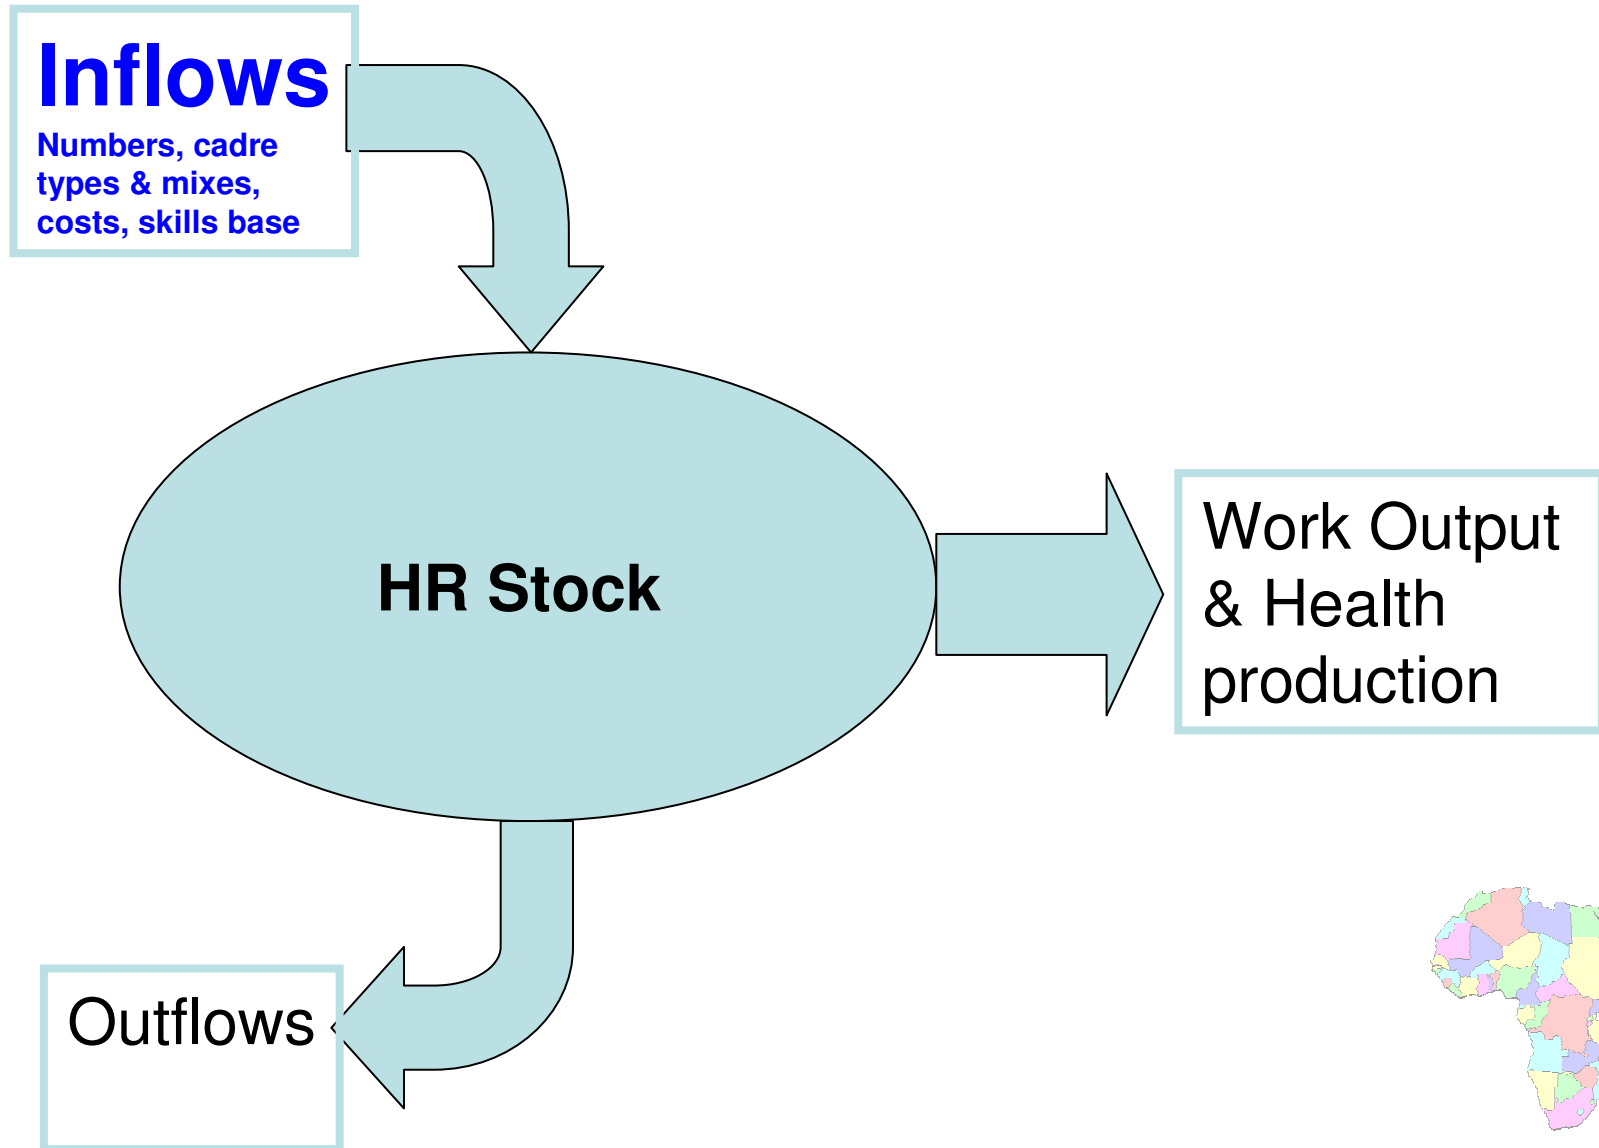 Inflows
Numbers, cadre
types & mixes,
costs, skills base
HR Stock
Work Output
& Health
production
Outflows